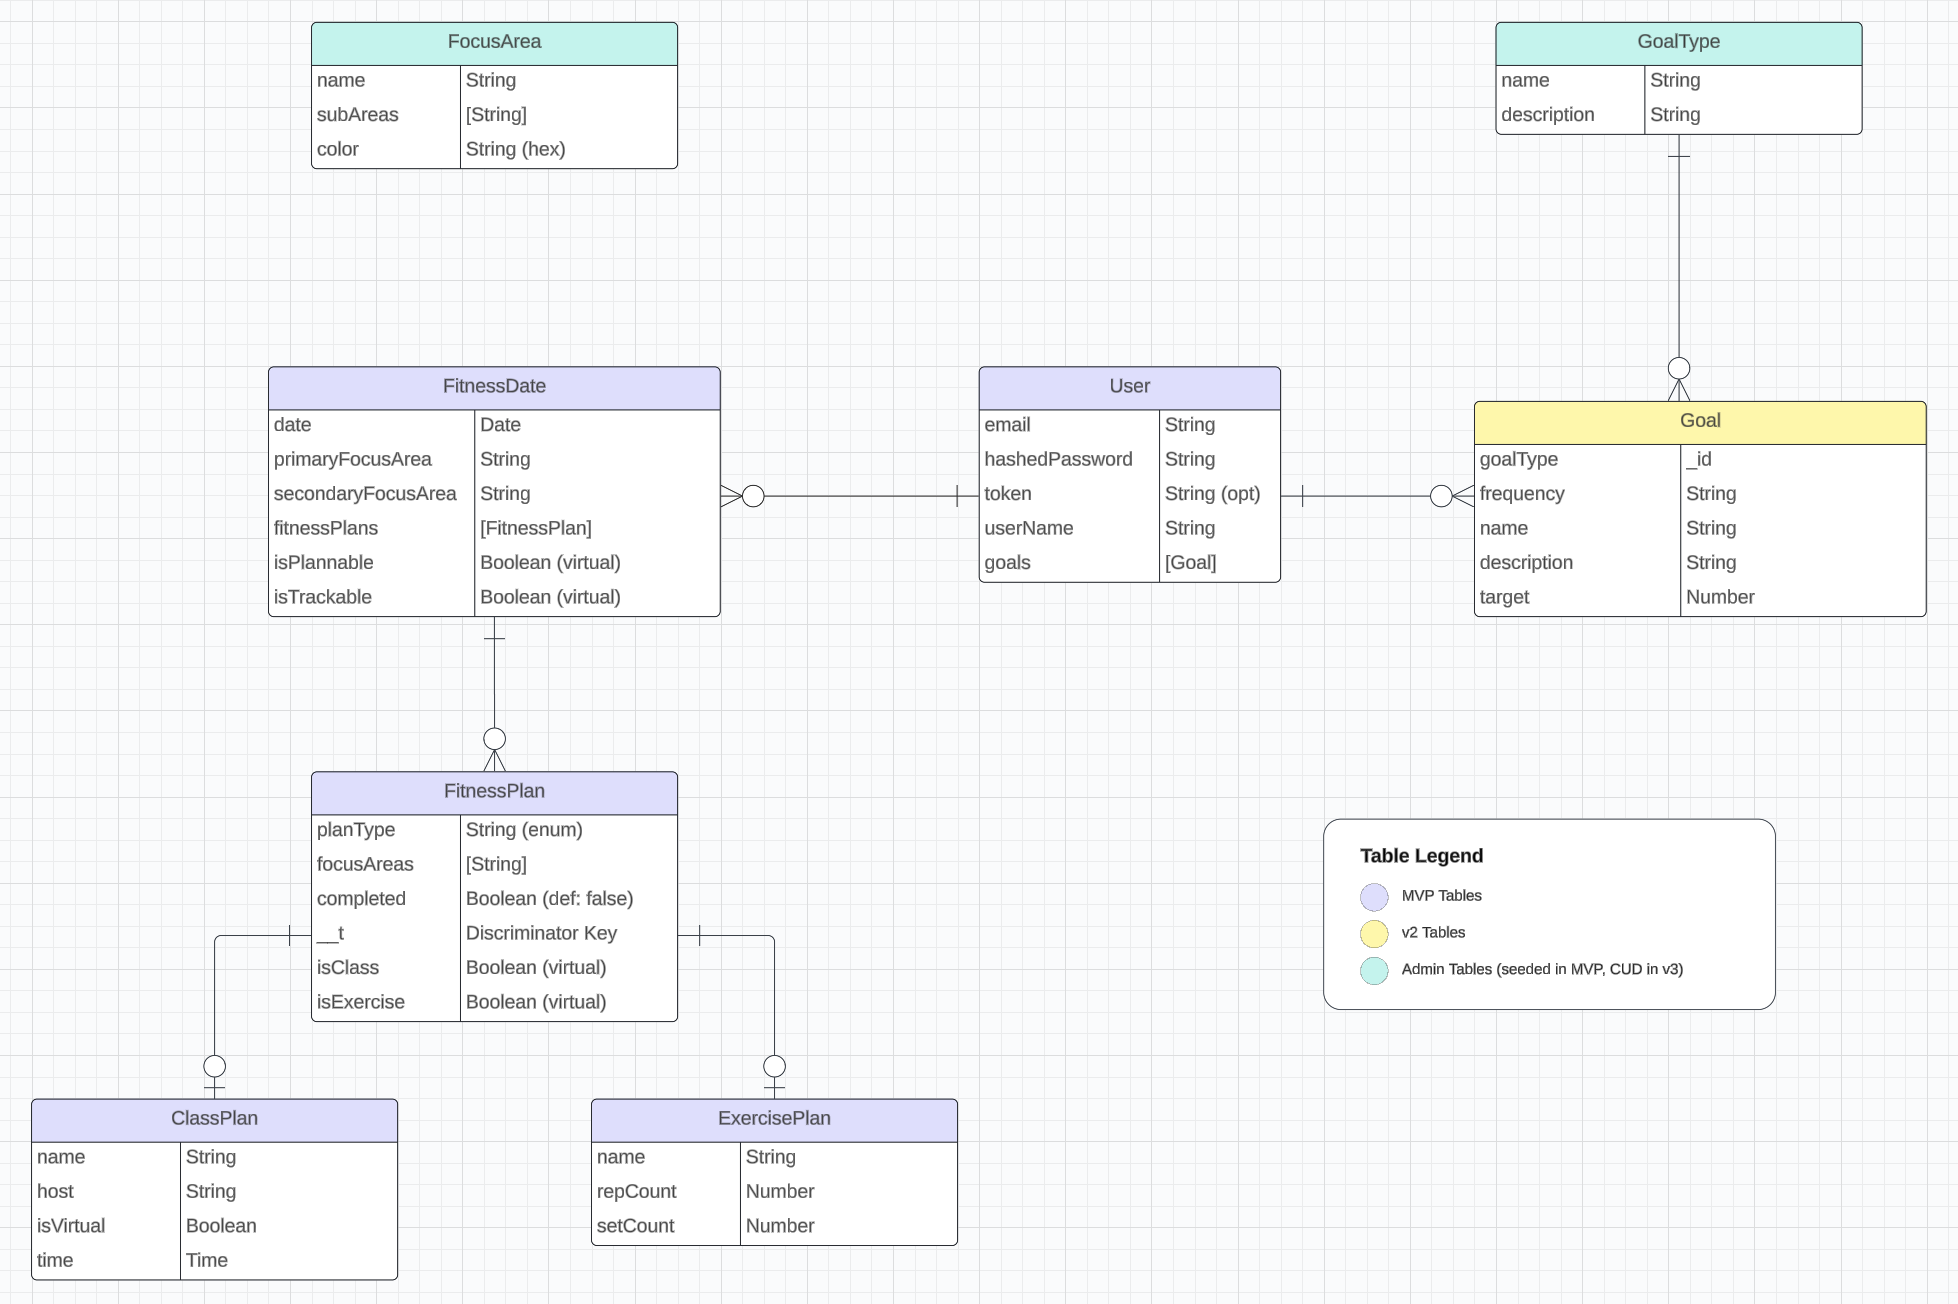 FocusArea
name String
subAreas [String]
color String (hex)
GoalType
name String
description String
FitnessDate
date Date
primaryFocusArea String
secondaryFocusArea String
fitnessPlans [FitnessPlan]
isPlannable Boolean (virtual)
isTrackable Boolean (virtual)
User
email String
hashedPassword String
token String (opt)
userName String
goals [Goal]
Goal
goalType _id
frequency String
name String
description String
target Number
FitnessPlan
planType String (enum)
focusAreas [String]
completed Boolean (def: false)
__t Discriminator Key
isClass Boolean (virtual)
isExercise Boolean (virtual)
Table Legend
MVP Tables
v2 Tables
Admin Tables (seeded in MVP, CUD in v3)
ClassPlan
name String
host String
isVirtual Boolean
time Time
ExercisePlan
name String
repCount Number
setCount Number